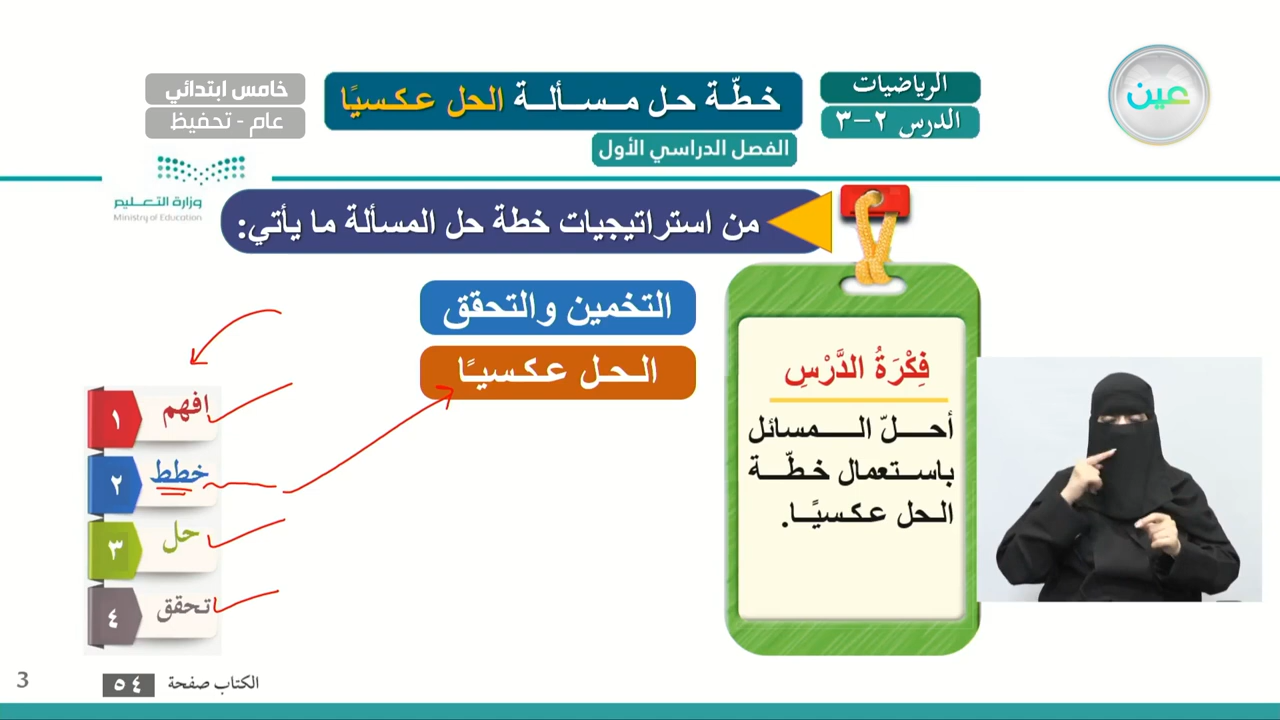 عين
الرياضيات
الدرس ٢-٣
خطّة حل مسألة الحل عكسيًا
الفصل الدراسي الأول
خامس ابتدائي
عام - تحفيظ
وزارة التعليم
Ministry of Education
من استراتيجيات خطة حل المسألة ما يأتي:
التخمين والتحقق
الحل عكسيًا
فِكْرَةُ الدَّرْسِ
أحلّ المسائل
باستعمال خطّة
الحل عكسيًا.
١ افهم
٢ خطط
٣ حل
٤ تحقق
الكتاب صفحة ٥٤
3